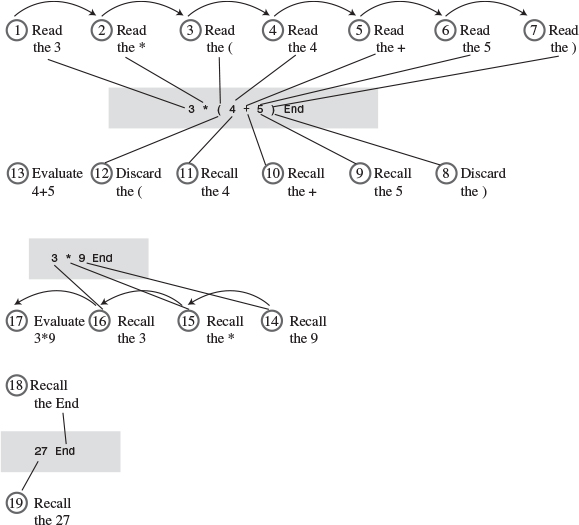 1 Read the 3
2 Read the *
3 Read the (
4 Read the 4
5 Read the +
6 Read the 5
7 Read the )
3 * ( 4 + 5 ) End
13 Evaluate 4+5
12 Discard the (
11 Recall the 4
10 Recall the +
9 Recall the 5
8 Discard the )
3 * 9 End
17 Evaluate 3*9
16 Recall the 3
15 Recall the *
14 Recall the 9
18 Recall the End
27 End
19 Recall the 27